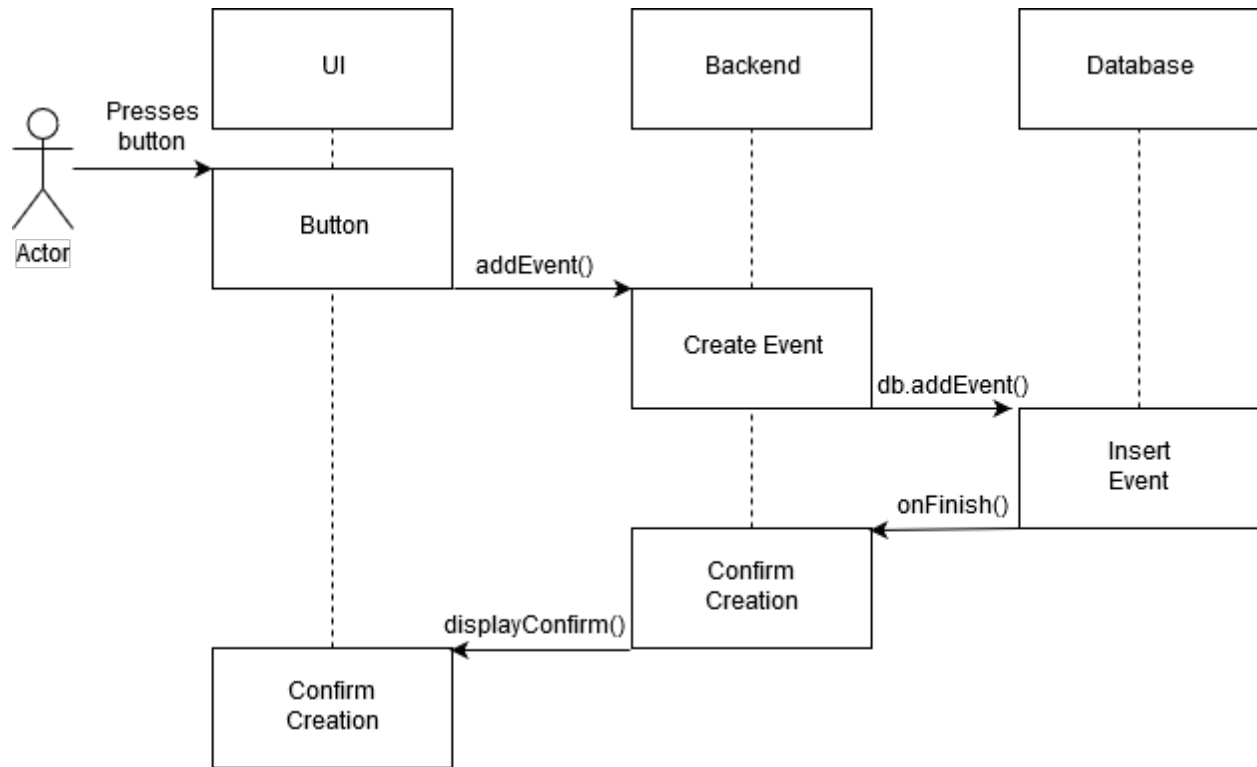 UI
Backend
Database
Presses
button
Actor
Button
addEvent()
Create Event
db.addEvent()
Insert
Event
onFinish()
Confirm
Creation
displayConfirm()
Confirm
Creation